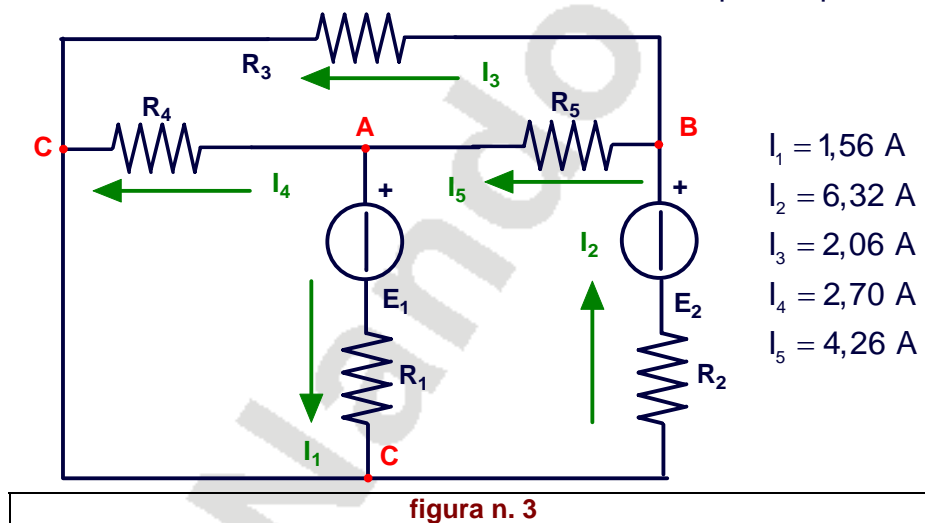 R3
I3
R4
A
R5
B
C
I4
+
I5
+
I1 = 1,56 A
I2 = 6,32 A
I3 = 2,06 A
I4 = 2,70 A
I5 = 4,26 A
I2
E1
E2
R1
R2
I1
C
figura n. 3
Nando